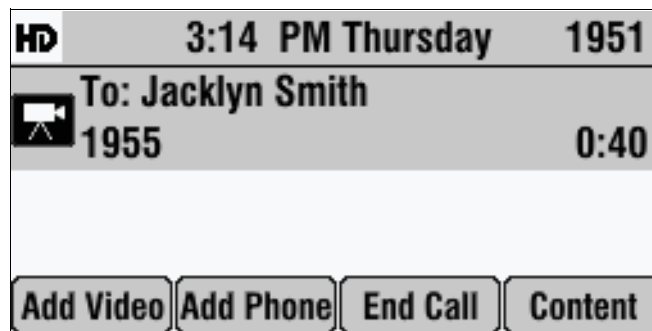 HD 3:14 PM Thursday 1951
To: Jacklyn Smith
1955 0:40
Add Video Add Phone End Call Content